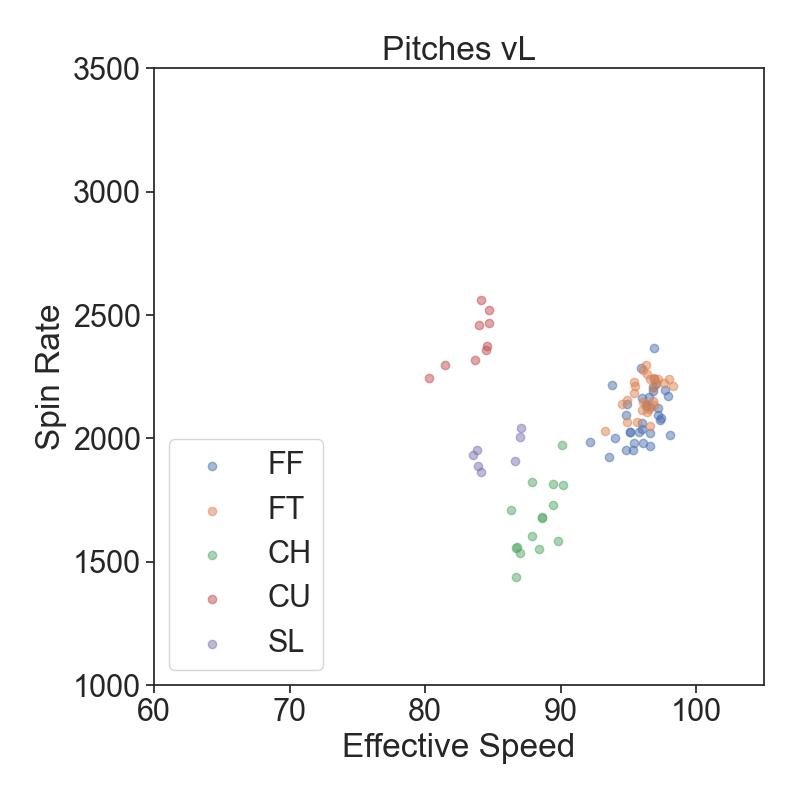 Pitches vL
3500
3000
2500
2000
1500
1000
Spin Rate
FF
FT
CH
CU
SL
60 70 80 90 100
Effective Speed